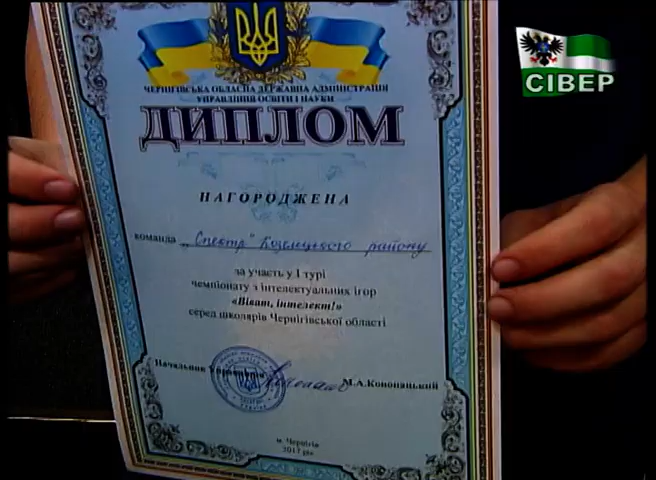 СІВЕР
ЧЕРНІГІВСЬКА ОБЛАСНА ДЕРЖАВНА АДМІНІСТРАЦІЯ
УПРАВЛІННЯ ОСВІТИ І НАУКИ
ДИПЛОМ
НАГОРОДЖЕНА
команда „Спектр" Козелецького району
за участь у І турі
чемпіонату з інтелектуальних ігор
«Віват, інтелект!»
серед школярів Чернігівської області
Начальник Управління М.А.Конопацький
м. Чернігів
2017 рік